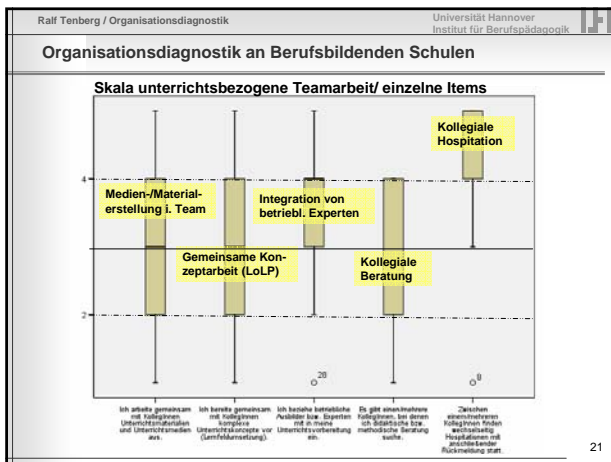 Ralf Tenberg / Organisationsdiagnostik
Universität Hannover
Institut für Berufspädagogik
Organisationsdiagnostik an Berufsbildenden Schulen
Skala unterrichtsbezogene Teamarbeit/ einzelne Items
Kollegiale
Hospitation
4
Medien-/Material-
erstellung i. Team
Integration von
betriebl. Experten
Gemeinsame Kon-
zeptarbeit (LoLP)
Kollegiale
Beratung
2
28
8
Ich arbeite gemeinsam
mit KollegInnen
Unterrichtsmaterialien
und Unterrichtsmedien
aus.
Ich bereite gemeinsam
mit KollegInnen
komplexe
Unterrichtskonzepte vor
(Lernfeldumsetzung).
Ich beziehe betriebliche
Ausbilder bzw. Experten
mit in meine
Unterrichtsvorbereitung
ein.
Es gibt einen/mehrere
KollegInnen, bei denen
ich didaktische bzw.
methodische Beratung
suche.
Zwischen
einem/mehreren
KollegInnen finden
wechselseitig
Hospitationen mit
anschließender
Rückmeldung statt.
21